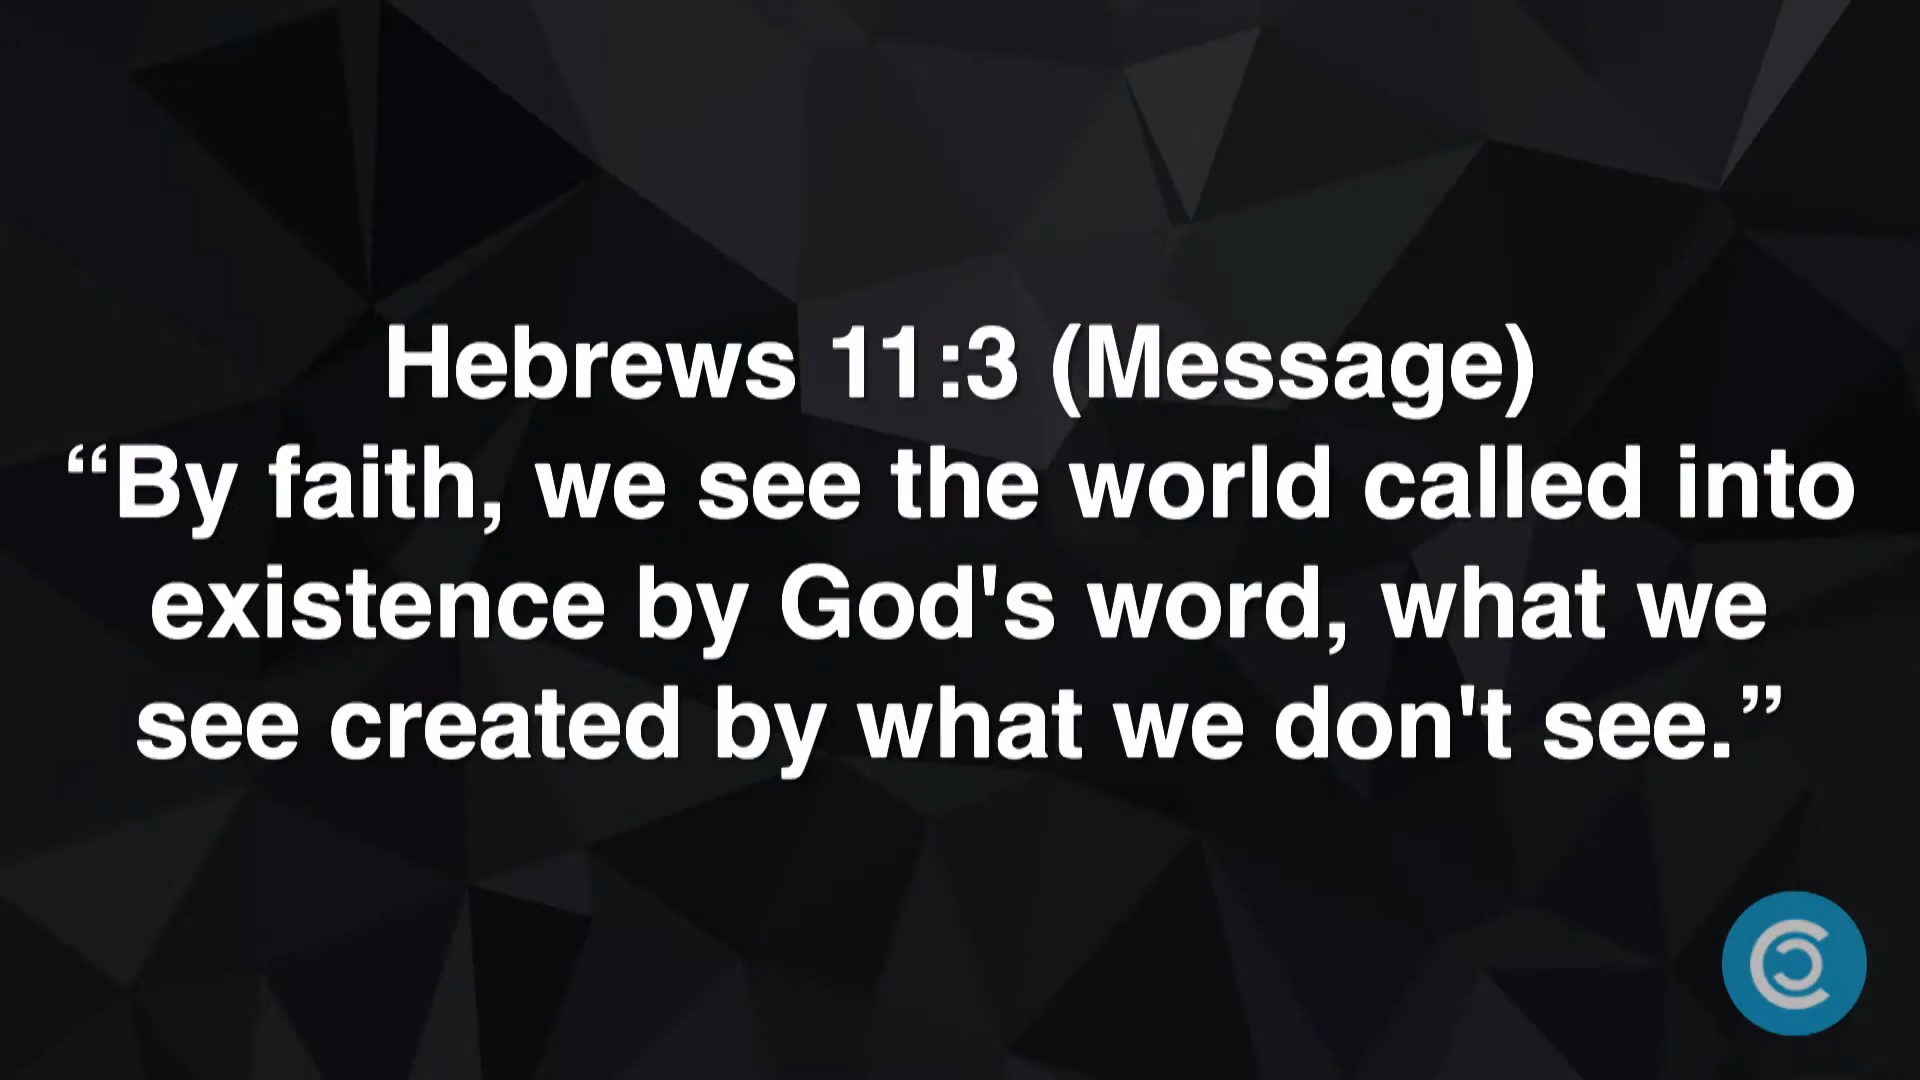 Hebrews 11:3 (Message)
“By faith, we see the world called into
existence by God's word, what we
see created by what we don't see.”